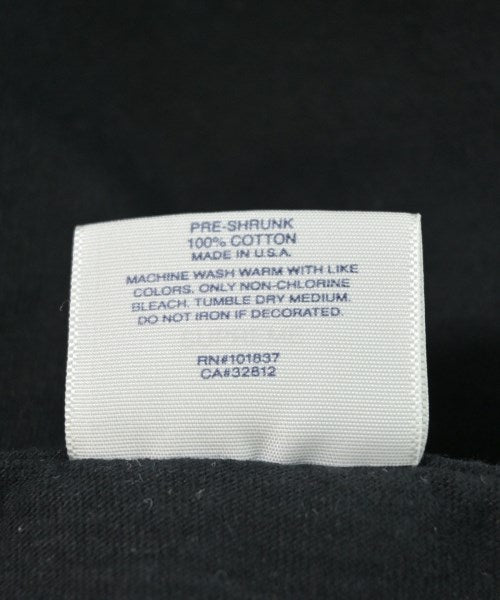 PRE-SHRUNK
100% COTTON
MADE IN U.S.A.
MACHINE WASH WARM WITH LIKE
COLORS. ONLY NON-CHLORINE
BLEACH. TUMBLE DRY MEDIUM.
DO NOT IRON IF DECORATED.
RN#101837
CA#32812